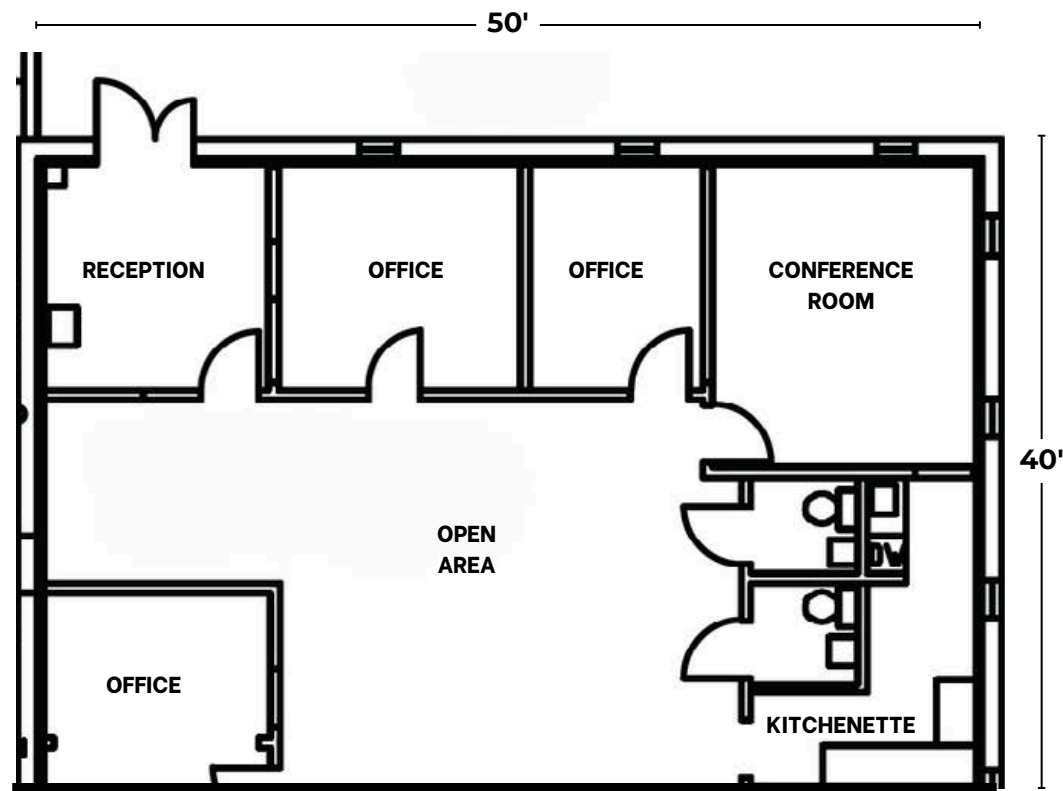 50'
RECEPTION
OFFICE
OFFICE
CONFERENCE
ROOM
40'
OPEN
AREA
DW
OFFICE
KITCHENETTE